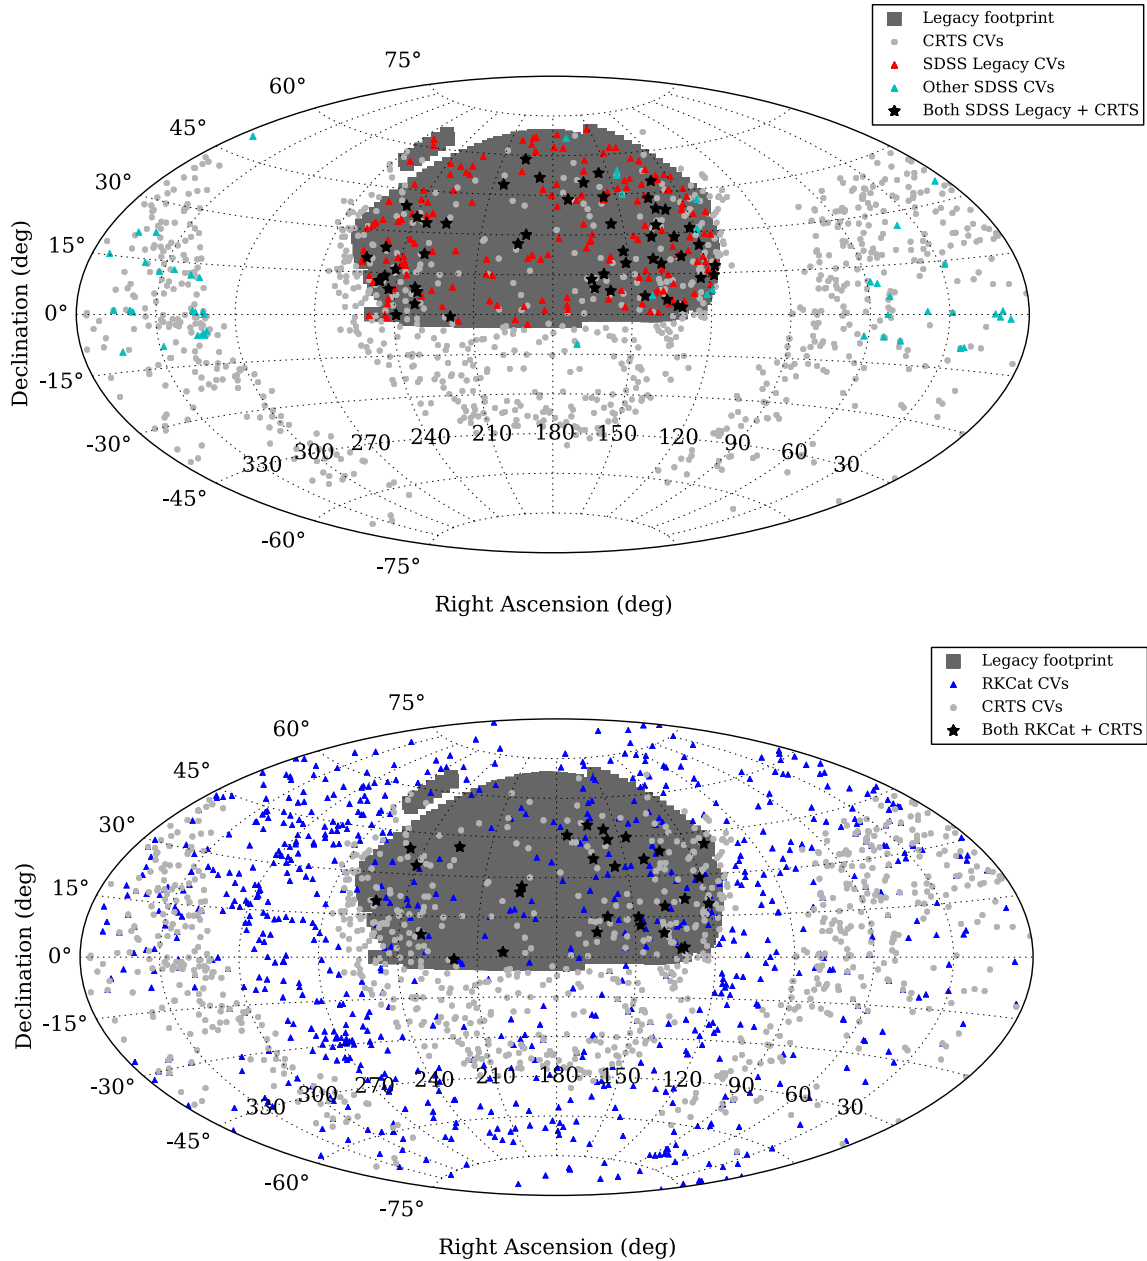 Legacy footprint
CRTS CVs
SDSS Legacy CVs
Other SDSS CVs
Both SDSS Legacy + CRTS
75°
60°
45°
30°
15°
0°
-15°
-30°
-45°
-60°
-75°
330 300 270 240 210 180 150 120 90 60 30
Declination (deg)
Right Ascension (deg)
Legacy footprint
RKCat CVs
CRTS CVs
Both RKCat + CRTS
75°
60°
45°
30°
15°
0°
-15°
-30°
-45°
-60°
-75°
330 300 270 240 210 180 150 120 90 60 30
Declination (deg)
Right Ascension (deg)